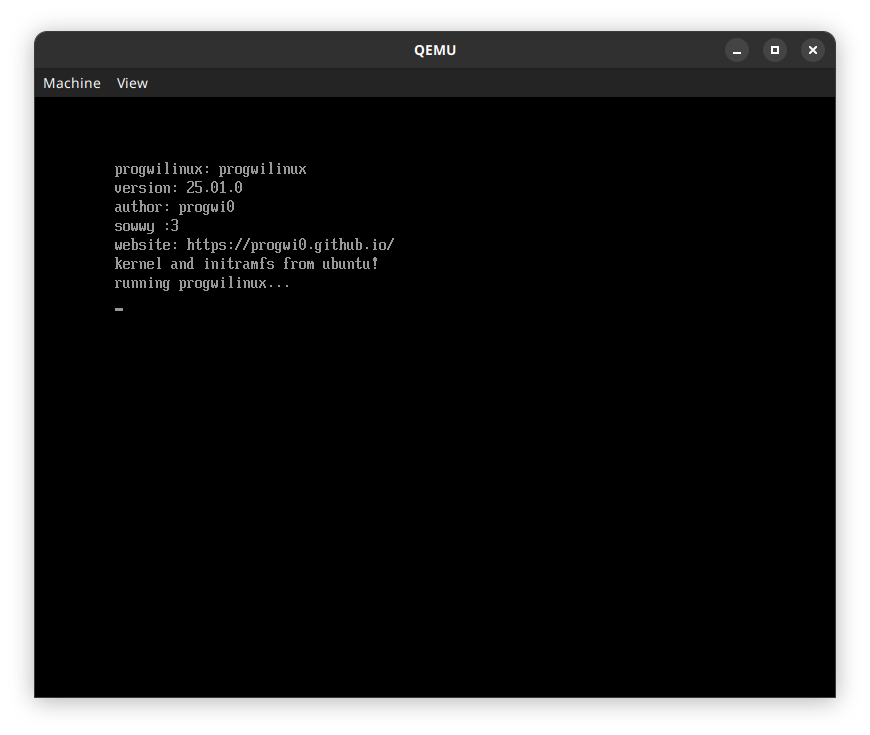 QEMU
Machine View
progwilinux: progwilinux
version: 25.01.0
author: progwi0
sowwy :3
website: https://progwi0.github.io/
kernel and initramfs from ubuntu!
running progwilinux...